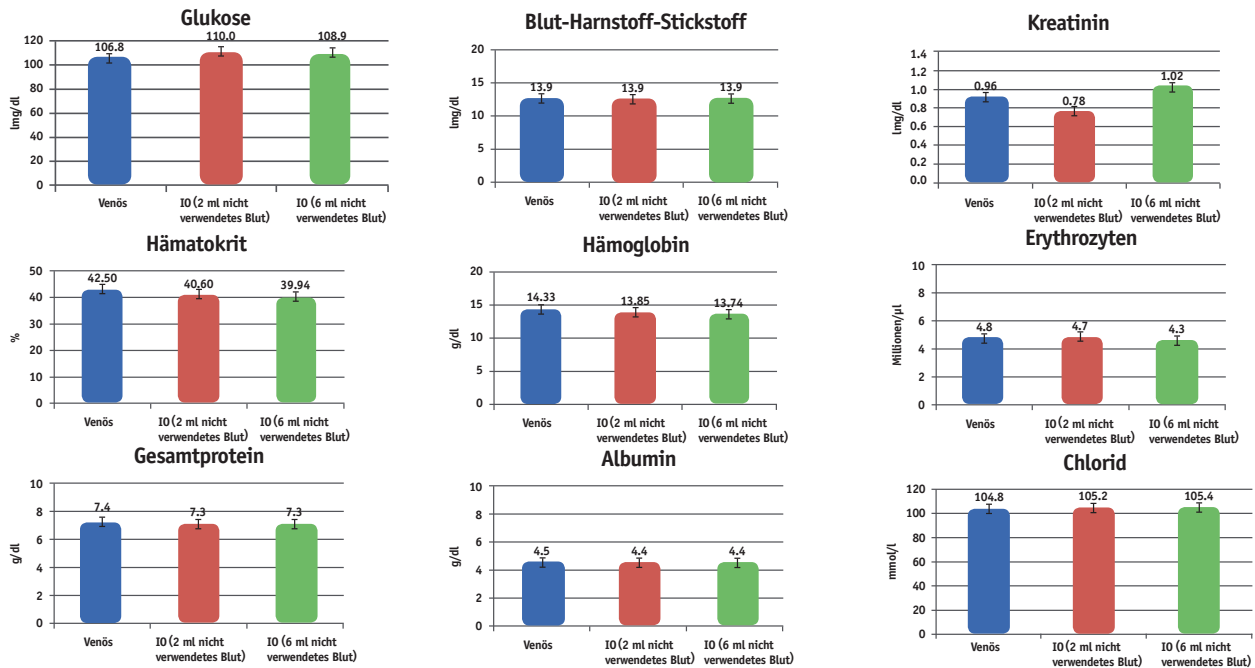 Glukose
lmg/dl
120
100
80
60
40
20
0
106.8
110.0
108.9
Venös
IO (2 ml nicht
verwendetes Blut)
IO (6 ml nicht
verwendetes Blut)
Blut-Harnstoff-Stickstoff
lmg/dl
20
15
10
5
0
13.9
13.9
13.9
Venös
IO (2 ml nicht
verwendetes Blut)
IO (6 ml nicht
verwendetes Blut)
Kreatinin
lmg/dl
1.4
1.2
1.0
0.8
0.6
0.4
0.2
0.0
0.96
0.78
1.02
Venös
IO (2 ml nicht
verwendetes Blut)
IO (6 ml nicht
verwendetes Blut)
Hämatokrit
%
50
40
30
20
10
0
42.50
40.60
39.94
Venös
IO (2 ml nicht
verwendetes Blut)
IO (6 ml nicht
verwendetes Blut)
Hämoglobin
g/dl
20
15
10
5
0
14.33
13.85
13.74
Venös
IO (2 ml nicht
verwendetes Blut)
IO (6 ml nicht
verwendetes Blut)
Erythrozyten
Millionen/µl
10
8
6
4
2
0
4.8
4.7
4.3
Venös
IO (2 ml nicht
verwendetes Blut)
IO (6 ml nicht
verwendetes Blut)
Gesamtprotein
g/dl
10
8
6
4
2
0
7.4
7.3
7.3
Venös
IO (2 ml nicht
verwendetes Blut)
IO (6 ml nicht
verwendetes Blut)
Albumin
g/dl
10
8
6
4
2
0
4.5
4.4
4.4
Venös
IO (2 ml nicht
verwendetes Blut)
IO (6 ml nicht
verwendetes Blut)
Chlorid
mmol/l
120
100
80
60
40
20
0
104.8
105.2
105.4
Venös
IO (2 ml nicht
verwendetes Blut)
IO (6 ml nicht
verwendetes Blut)